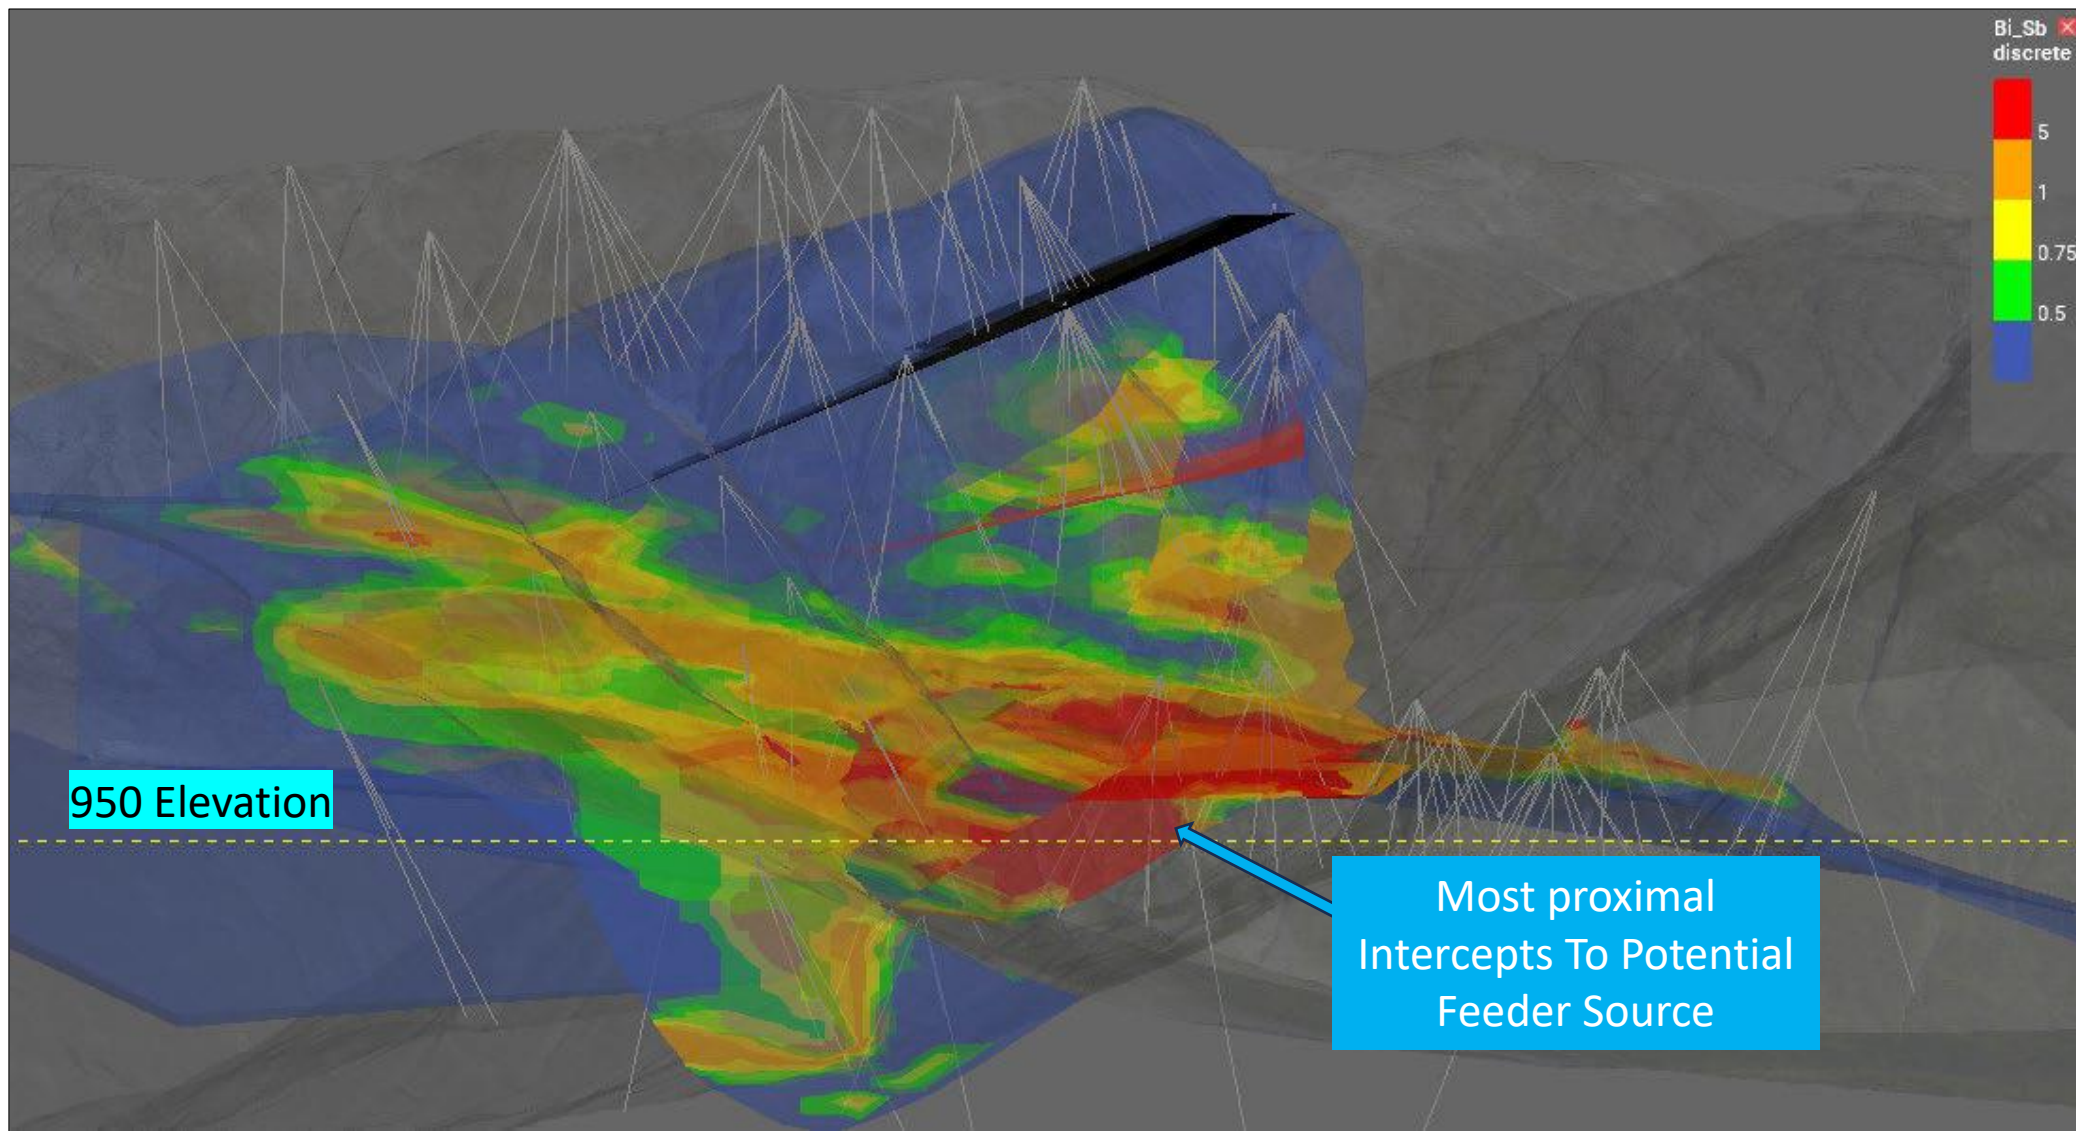 Bi_Sb
discrete
5
1
0.75
0.5
950 Elevation
Most proximal
Intercepts To Potential
Feeder Source